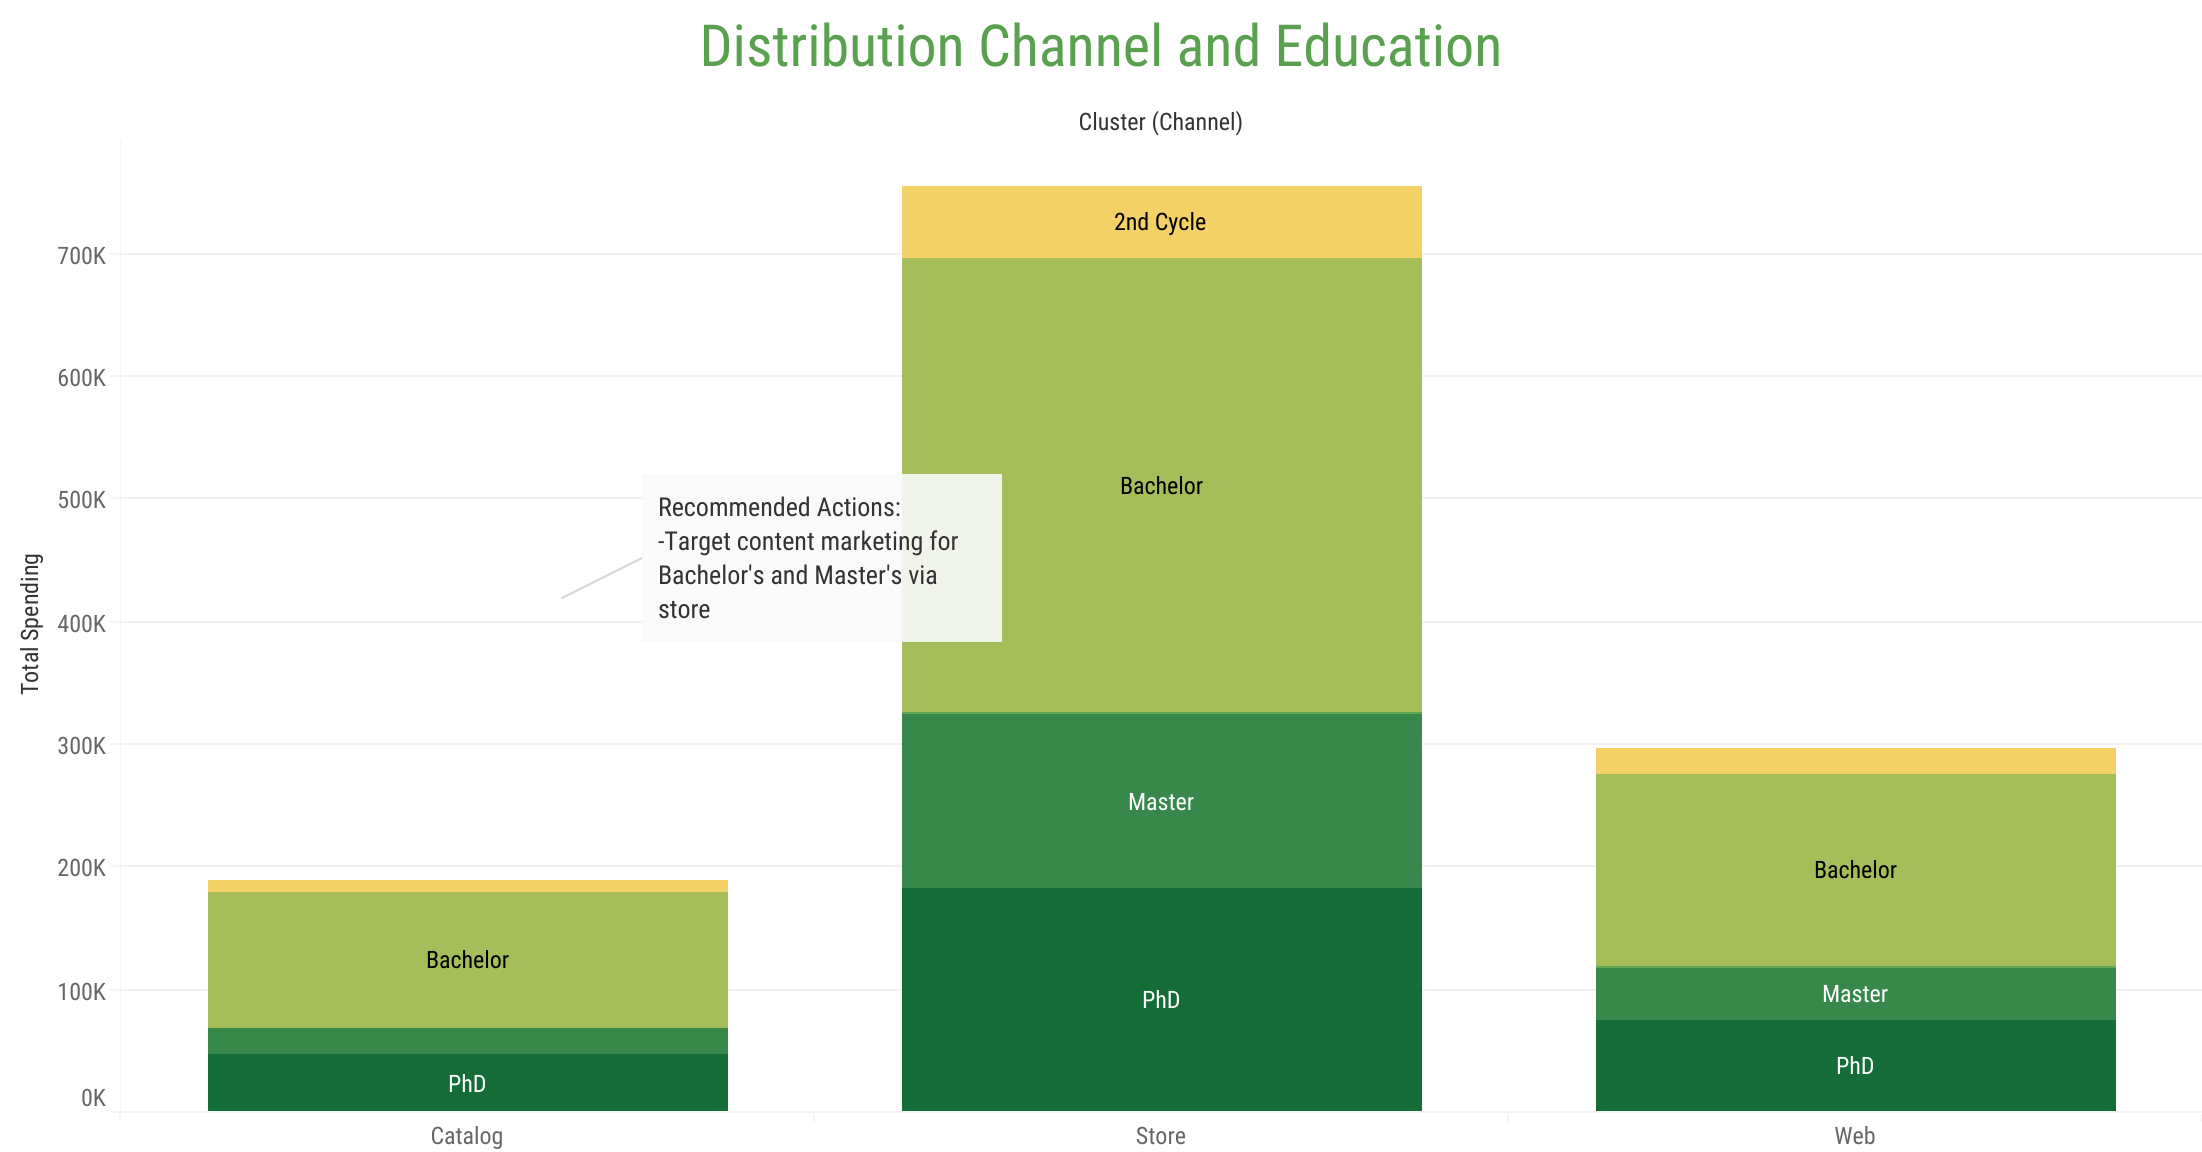 Distribution Channel and Education
Cluster (Channel)
Total Spending
700K
600K
500K
400K
300K
200K
100K
0K
Recommended Actions:
-Target content marketing for
Bachelor's and Master's via
store
Bachelor
PhD
2nd Cycle
Bachelor
Master
PhD
Bachelor
Master
PhD
Catalog
Store
Web